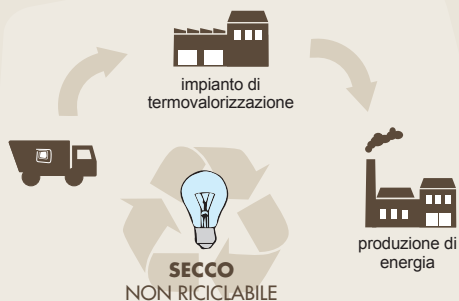 impianto di
termovalorizzazione
produzione di
energia
SECCO
NON RICICLABILE